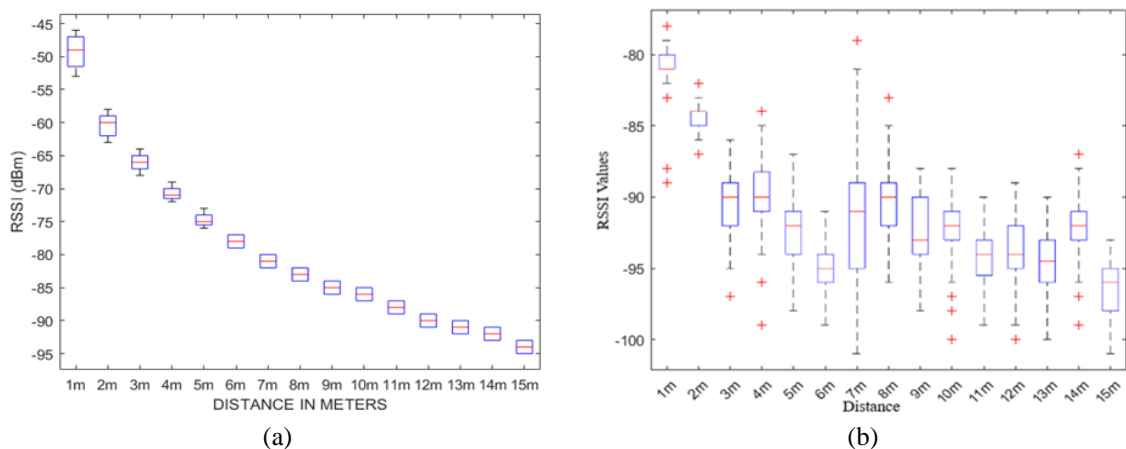 -45
-50
-55
-60
-65
-70
-75
-80
-85
-90
-95
RSSI (dBm)
1m 2m 3m 4m 5m 6m 7m 8m 9m 10m 11m 12m 13m 14m 15m
DISTANCE IN METERS
(a)
-80
-85
-90
-95
-100
RSSI Values
1m 2m 3m 4m 5m 6m 7m 8m 9m 10m 11m 12m 13m 14m 15m
Distance
(b)